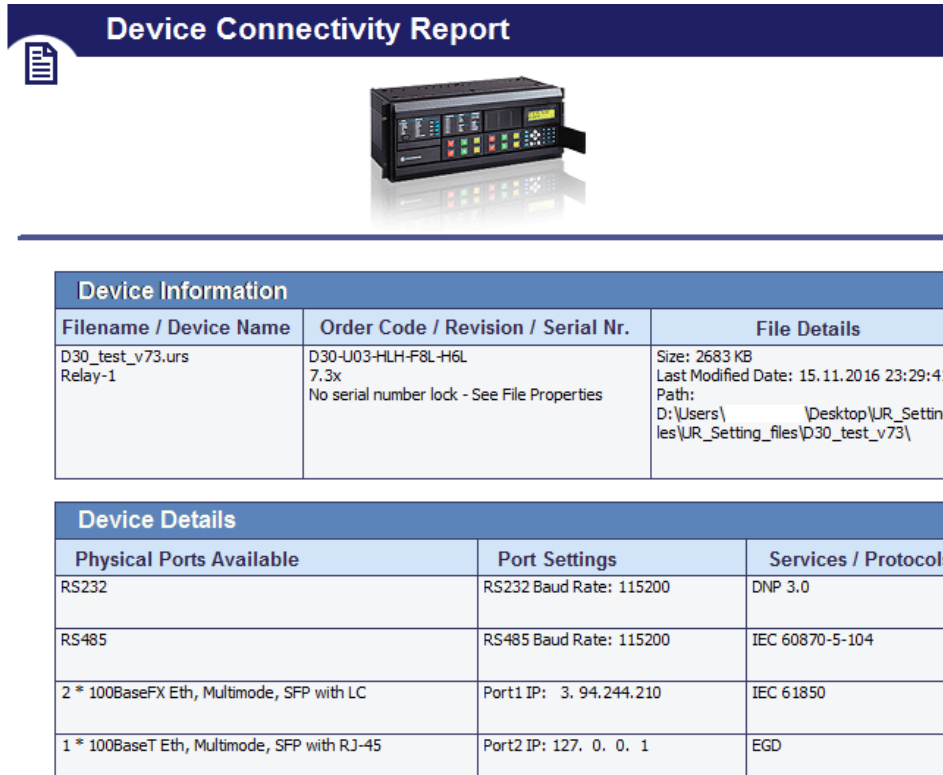 Device Connectivity Report
Device Information
Filename / Device Name
Order Code / Revision / Serial Nr.
File Details
D30_test_v73.urs
Relay-1
D30-U03-HLH-F8L-H6L
7.3x
No serial number lock - See File Properties
Size: 2683 KB
Last Modified Date: 15.11.2016 23:29:41
Path:
D:\Users\ \Desktop\UR_Settin
les\UR_Setting_files\D30_test_v73\
Device Details
Physical Ports Available
Port Settings
Services / Protocols
RS232
RS232 Baud Rate: 115200
DNP 3.0
RS485
RS485 Baud Rate: 115200
IEC 60870-5-104
2 * 100BaseFX Eth, Multimode, SFP with LC
Port1 IP: 3. 94.244.210
IEC 61850
1 * 100BaseT Eth, Multimode, SFP with RJ-45
Port2 IP: 127. 0. 0. 1
EGD